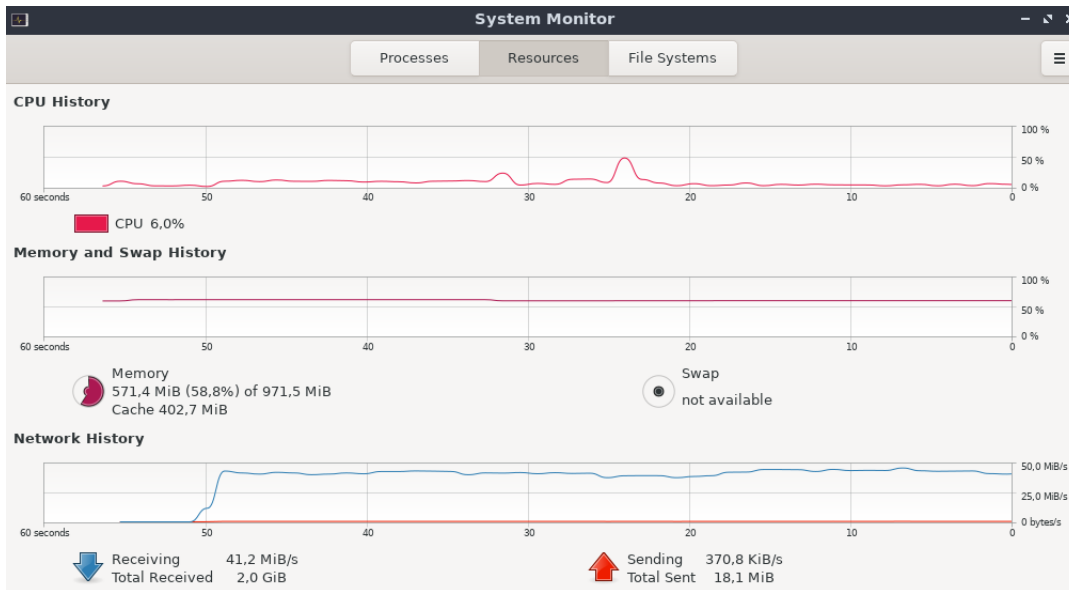 System Monitor
Processes Resources File Systems
CPU History
100 %
50 %
0 %
60 seconds 50 40 30 20 10 0
CPU 6,0%
Memory and Swap History
100 %
50 %
0 %
60 seconds 50 40 30 20 10 0
Memory
571,4 MiB (58,8%) of 971,5 MiB
Cache 402,7 MiB
Swap
not available
Network History
50,0 MiB/s
25,0 MiB/s
0 bytes/s
60 seconds 50 40 30 20 10 0
Receiving 41,2 MiB/s
Total Received 2,0 GiB
Sending 370,8 KiB/s
Total Sent 18,1 MiB